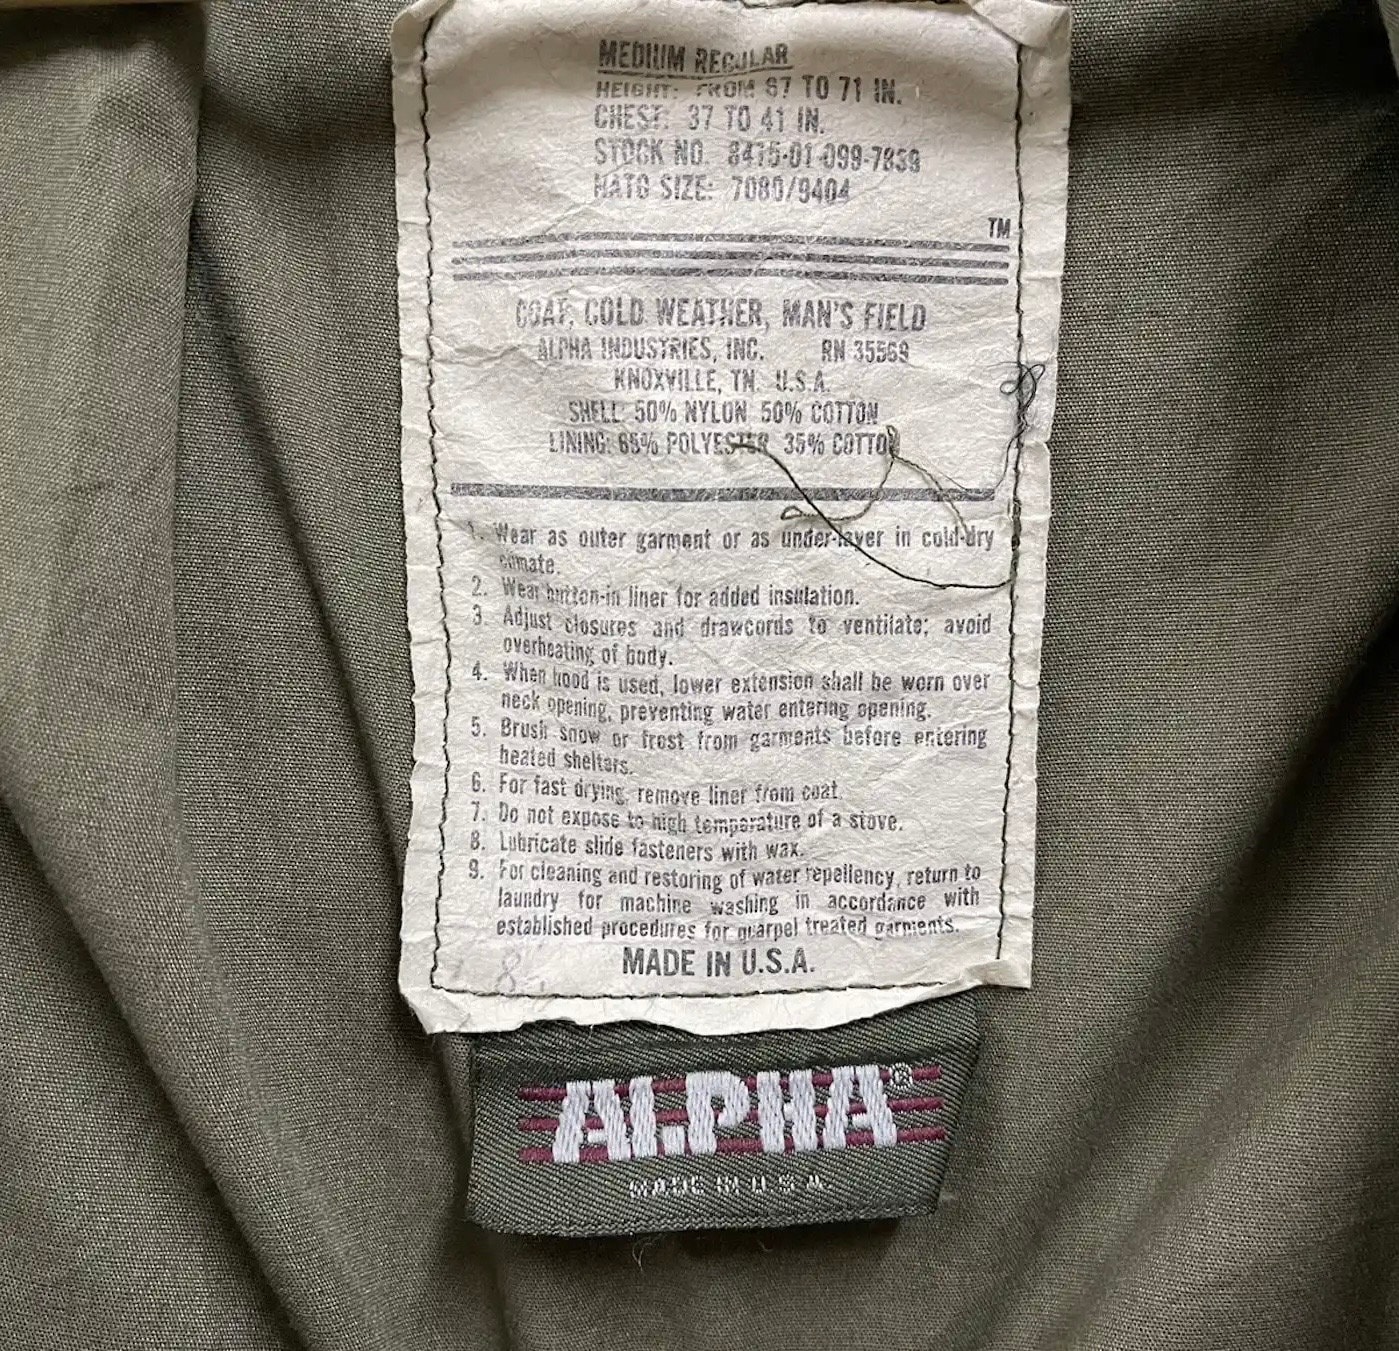 MEDIUM REGULAR
HEIGHT: FROM 67 TO 71 IN.
CHEST: 37 TO 41 IN.
STOCK NO. 8415-01-099-7839
NATO SIZE: 7080/9404
TM
COAT, COLD WEATHER, MAN'S FIELD
ALPHA INDUSTRIES, INC. RN 35569
KNOXVILLE, TN. U.S.A.
SHELL: 50% NYLON 50% COTTON
LINING: 65% POLYESTER, 35% COTTON
1. Wear as outer garment or as under-layer in cold-dry
climate.
2. Wear button-in liner for added insulation.
3. Adjust closures and drawcords to ventilate; avoid
overheating of body.
4. When hood is used, lower extension shall be worn over
neck opening, preventing water entering opening.
5. Brush snow or frost from garments before entering
heated shelters.
6. For fast drying, remove liner from coat.
7. Do not expose to high temperature of a stove.
8. Lubricate slide fasteners with wax.
9. For cleaning and restoring of water repellency, return to
laundry for machine washing in accordance with
established procedures for quarpel treated garments.
MADE IN U.S.A.
8
ALPHA®
MADE IN U S A